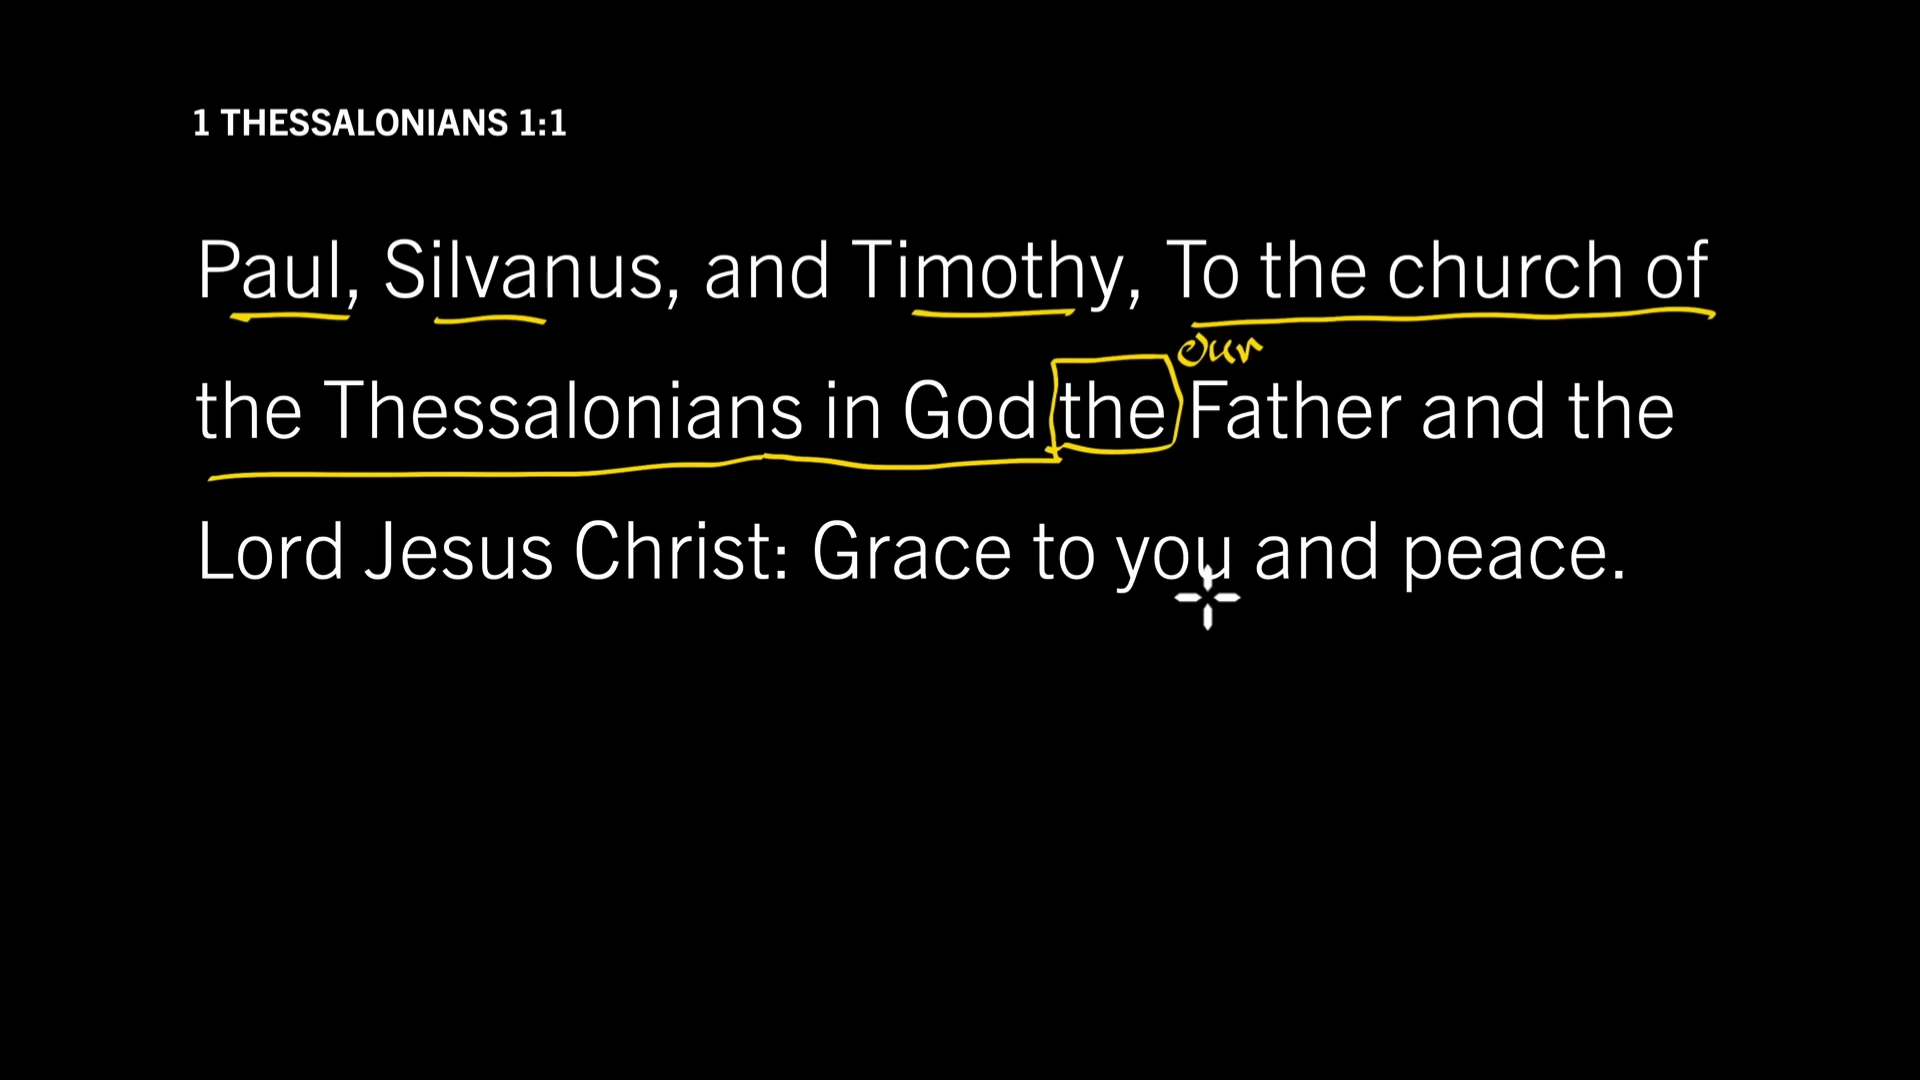 1 THESSALONIANS 1:1
Paul, Silvanus, and Timothy, To the church of
our
the Thessalonians in God the Father and the
Lord Jesus Christ: Grace to you and peace.